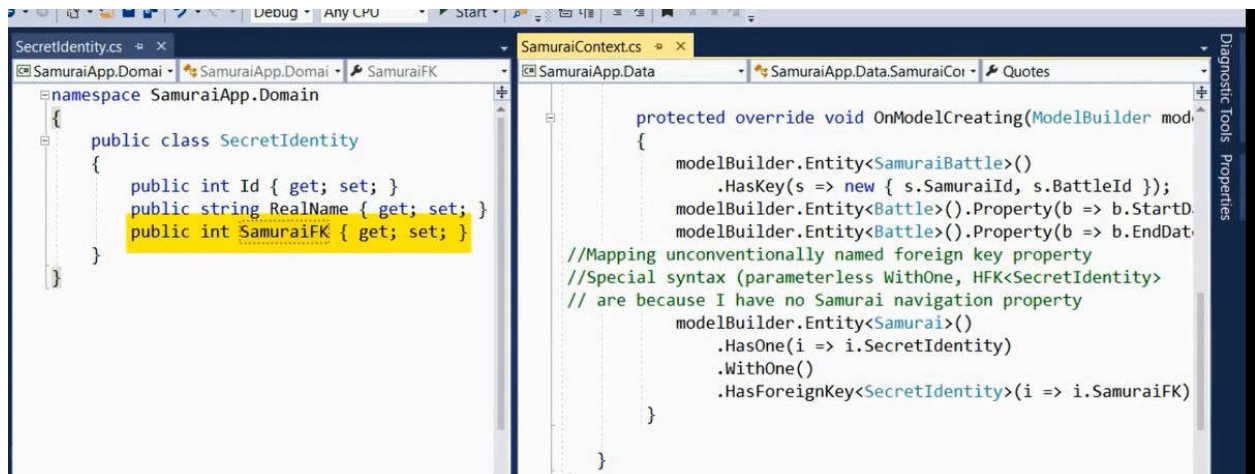 Debug
Any CPU
Start
SecretIdentity.cs
SamuraiApp.Domai
SamuraiApp.Domai
SamuraiFK
namespace SamuraiApp.Domain
{
public class SecretIdentity
{
public int Id { get; set; }
public string RealName { get; set; }
public int SamuraiFK { get; set; }
}
}
SamuraiContext.cs
SamuraiApp.Data
SamuraiApp.Data.SamuraiCor
Quotes
protected override void OnModelCreating(ModelBuilder mod
{
modelBuilder.Entity<SamuraiBattle>()
.HasKey(s => new { s.SamuraiId, s.BattleId });
modelBuilder.Entity<Battle>().Property(b => b.StartD
modelBuilder.Entity<Battle>().Property(b => b.EndDat
//Mapping unconventionally named foreign key property
//Special syntax (parameterless WithOne, HFK<SecretIdentity>
// are because I have no Samurai navigation property
modelBuilder.Entity<Samurai>()
.HasOne(i => i.SecretIdentity)
.WithOne()
.HasForeignKey<SecretIdentity>(i => i.SamuraiFK)
}
}
Diagnostic Tools
Properties